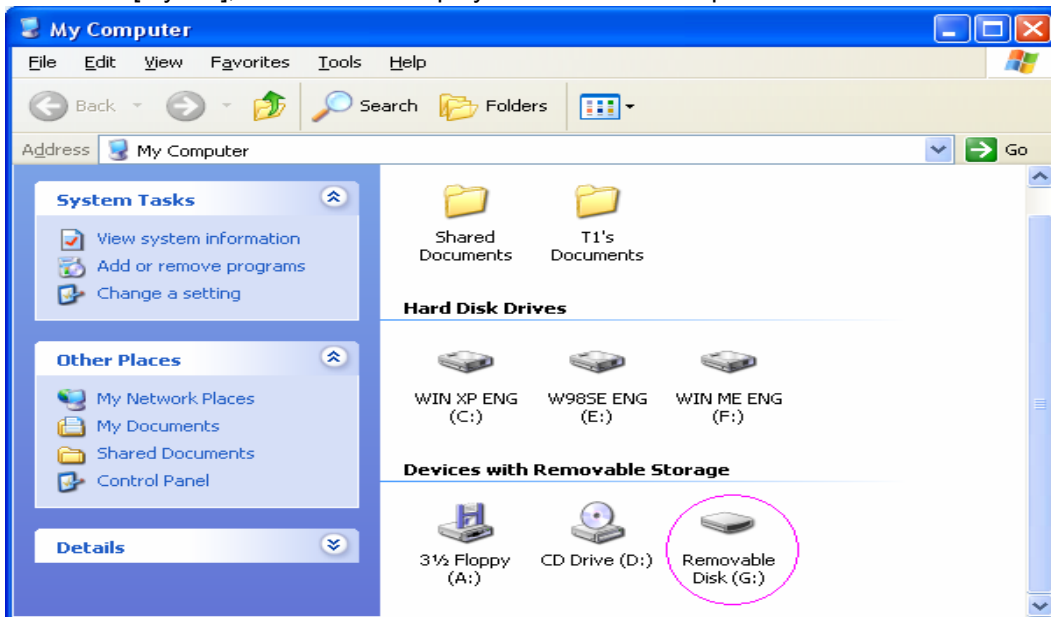 My Computer
File Edit View Favorites Tools Help
Back Search Folders
Address My Computer Go
System Tasks
View system information
Add or remove programs
Change a setting
Other Places
My Network Places
My Documents
Shared Documents
Control Panel
Details
Shared Documents
T1's Documents
Hard Disk Drives
WIN XP ENG (C:)
W98SE ENG (E:)
WIN ME ENG (F:)
Devices with Removable Storage
3½ Floppy (A:)
CD Drive (D:)
Removable Disk (G:)